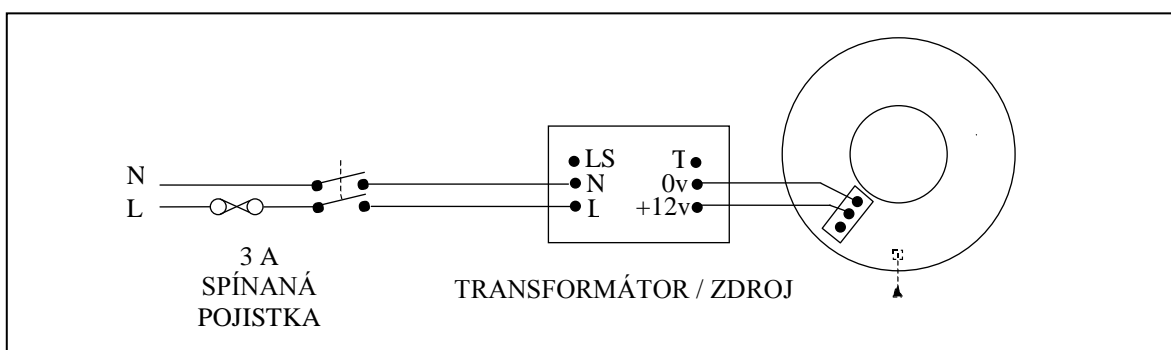 N
L
3 A
SPÍNANÁ
POJISTKA
LS T
N 0v
L +12v
TRANSFORMÁTOR / ZDROJ